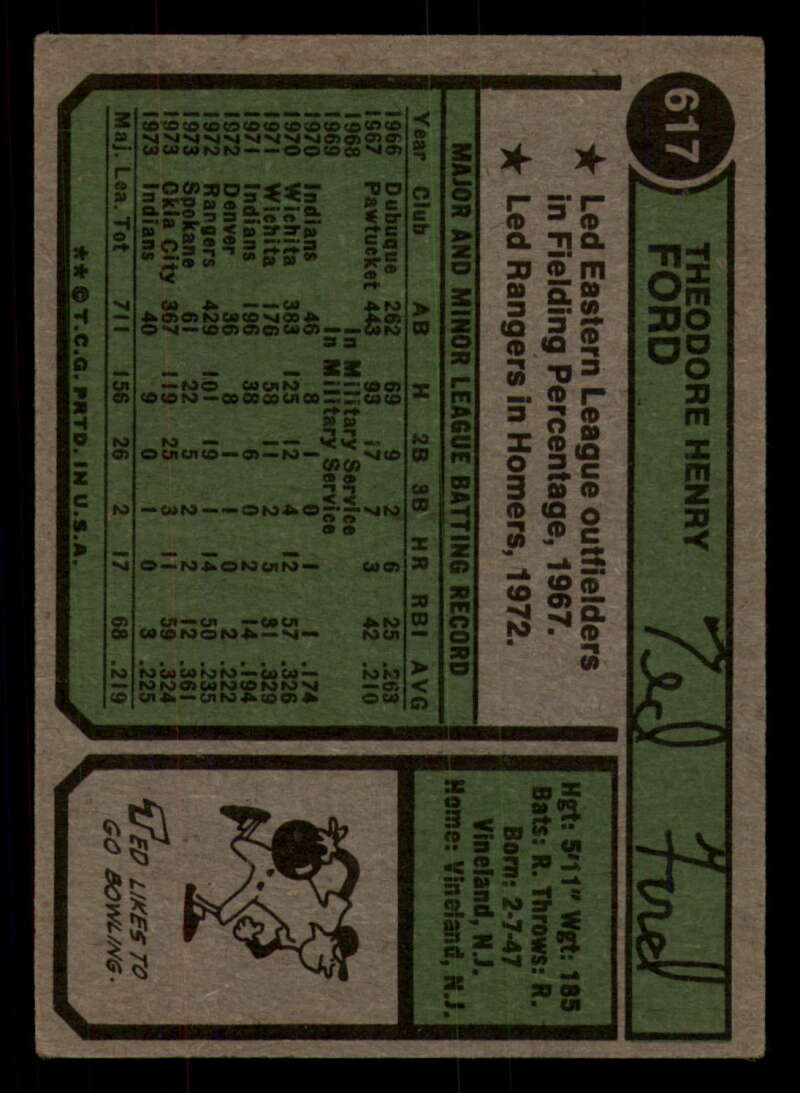 617
THEODORE HENRY
FORD
Ted Ford
★ Led Eastern League outfielders
in Fielding Percentage, 1967.
★ Led Rangers in Homers, 1972.
MAJOR AND MINOR LEAGUE BATTING RECORD
Year Club AB H 2B 3B HR RBI AVG
1966 Dubuque 262 69 9 2 6 25 .263
1967 Pawtucket 443 93 17 7 3 42 .210
1968 In Military Service
1969 In Military Service
1970 Indians 46 8 1 0 1 1 .174
1970 Wichita 383 125 12 4 12 57 .326
1971 Wichita 176 58 11 2 5 31 .329
1971 Indians 196 38 6 0 2 14 .194
1972 Denver 36 8 1 1 0 2 .222
1972 Rangers 429 101 19 1 14 50 .235
1973 Spokane 61 22 5 2 2 12 .361
1973 Okla City 367 119 25 3 11 59 .324
1973 Indians 40 9 0 1 0 3 .225
Maj. Lea. Tot 711 156 26 2 17 68 .219
**© T.C.G. PRTD. IN U.S.A.
Hgt: 5'11" Wgt: 185
Bats: R. Throws: R.
Born: 2-7-47
Vineland, N.J.
Home: Vineland, N.J.
TED LIKES TO
GO BOWLING.